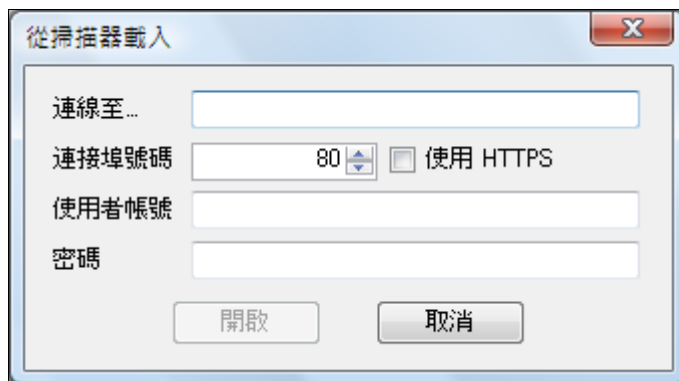 從掃描器載入
連線至...
連接埠號碼 80 使用 HTTPS
使用者帳號
密碼
開啟 取消